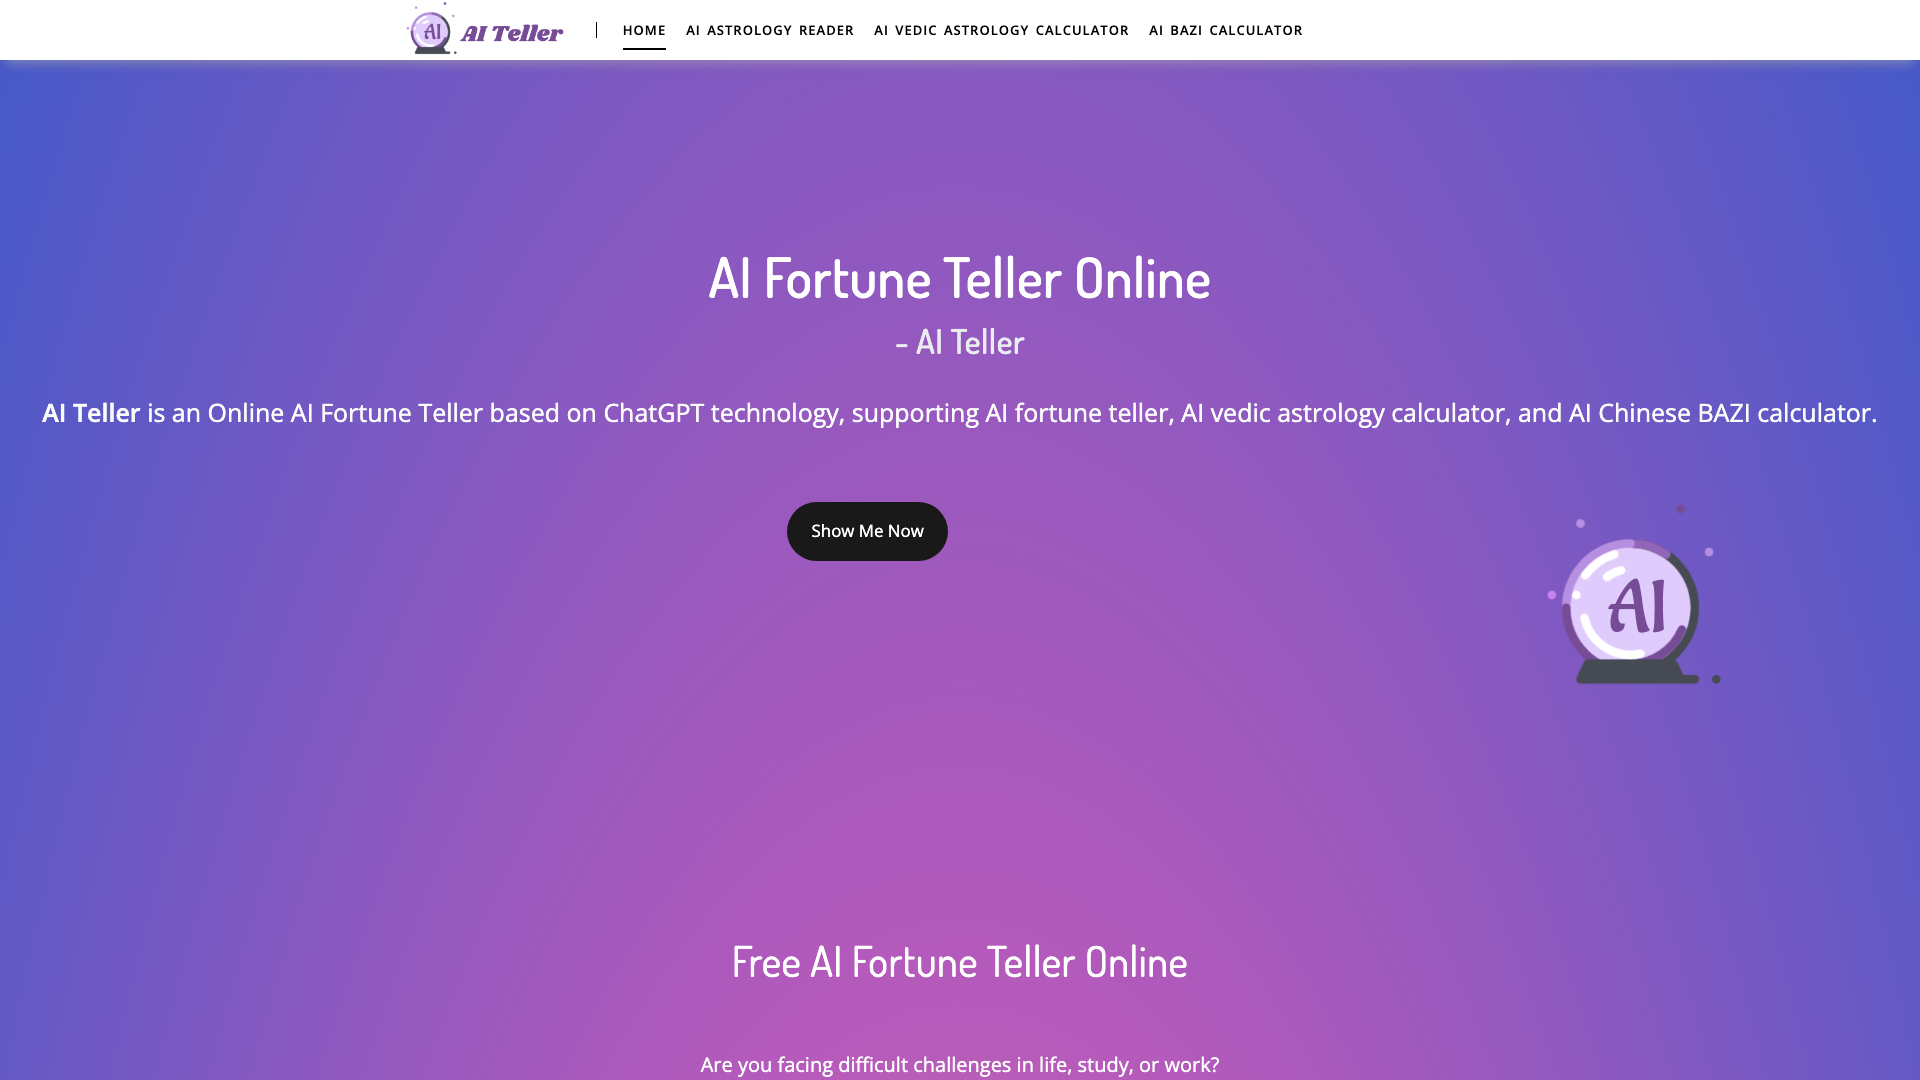 AI
AI Teller
HOME
AI ASTROLOGY READER
AI VEDIC ASTROLOGY CALCULATOR
AI BAZI CALCULATOR
AI Fortune Teller Online
- AI Teller
AI Teller is an Online AI Fortune Teller based on ChatGPT technology, supporting AI fortune teller, AI vedic astrology calculator, and AI Chinese BAZI calculator.
Show Me Now
AI
Free AI Fortune Teller Online
Are you facing difficult challenges in life, study, or work?